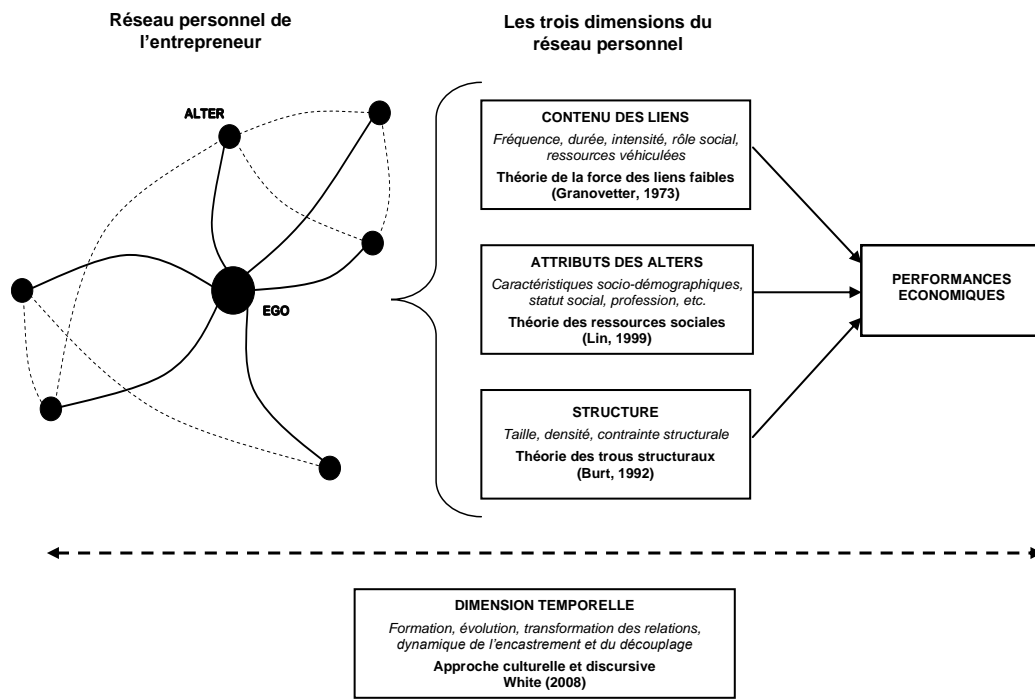 Réseau personnel de
l'entrepreneur
Les trois dimensions du
réseau personnel
ALTER
EGO
CONTENU DES LIENS
Fréquence, durée, intensité, rôle social,
ressources véhiculées
Théorie de la force des liens faibles
(Granovetter, 1973)
ATTRIBUTS DES ALTERS
Caractéristiques socio-démographiques,
statut social, profession, etc.
Théorie des ressources sociales
(Lin, 1999)
STRUCTURE
Taille, densité, contrainte structurale
Théorie des trous structuraux
(Burt, 1992)
PERFORMANCES
ECONOMIQUES
DIMENSION TEMPORELLE
Formation, évolution, transformation des relations,
dynamique de l'encastrement et du découplage
Approche culturelle et discursive
White (2008)